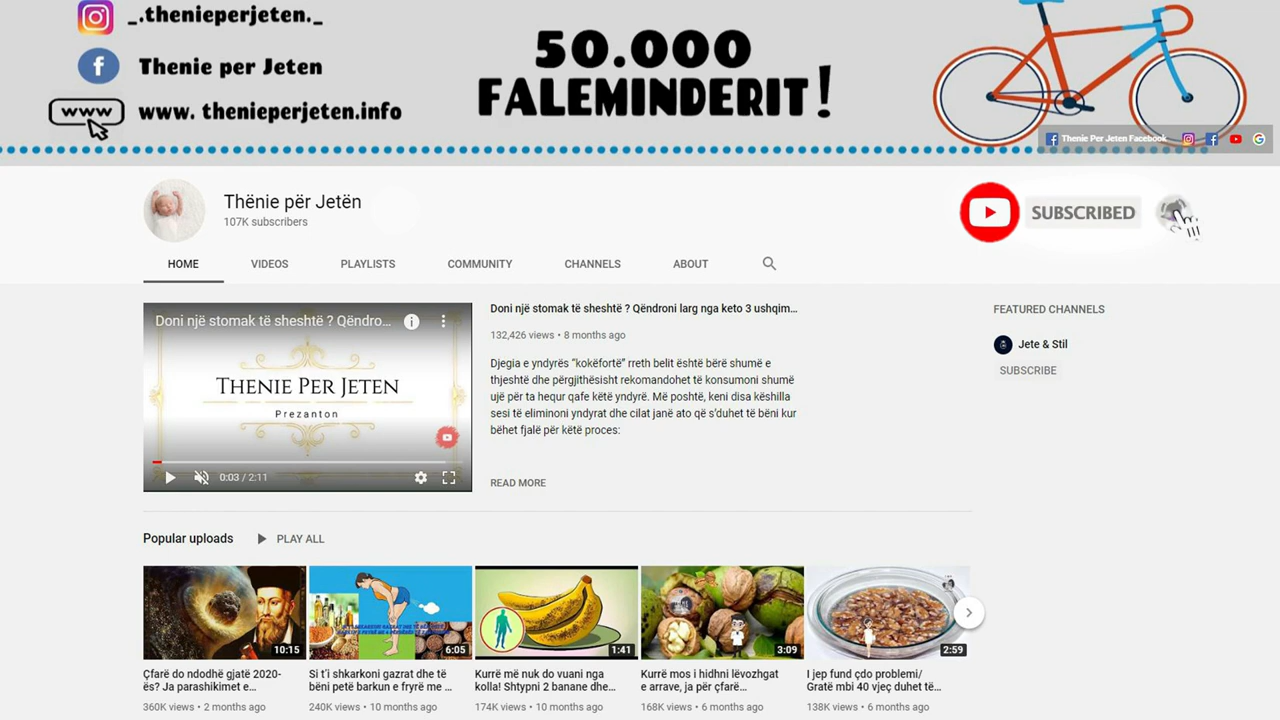 _.thenieperjeten._
Thenie per Jeten
www
www. thenieperjeten.info
50.000
FALEMINDERIT!
Thenie Per Jeten Facebook
Thënie për Jetën
107K subscribers
SUBSCRIBED
HOME VIDEOS PLAYLISTS COMMUNITY CHANNELS ABOUT
Doni një stomak të sheshtë ? Qëndro...
THENIE PER JETEN
Prezanton
0:03 / 2:11
Doni një stomak të sheshtë ? Qëndroni larg nga keto 3 ushqim...
132,426 views • 8 months ago
Djegia e yndyrës “kokëfortë” rreth belit është bërë shumë e
thjeshtë dhe përgjithësisht rekomandohet të konsumoni shumë
ujë për ta hequr qafe këtë yndyrë. Më poshtë, keni disa këshilla
sesi të eliminoni yndyrat dhe cilat janë ato që s’duhet të bëni kur
bëhet fjalë për këtë proces:
READ MORE
FEATURED CHANNELS
Jete & Stil
SUBSCRIBE
Popular uploads PLAY ALL
10:15
6:05
1:41
3:09
2:59
Çfarë do ndodhë gjatë 2020-
ës? Ja parashikimet e...
360K views • 2 months ago
Si t’i shkarkoni gazrat dhe të
bëni petë barkun e fryrë me ...
240K views • 10 months ago
Kurrë më nuk do vuani nga
kolla! Shtypni 2 banane dhe...
174K views • 10 months ago
Kurrë mos i hidhni lëvozhgat
e arrave, ja për çfarë...
168K views • 6 months ago
I jep fund çdo problemi/
Gratë mbi 40 vjeç duhet të...
138K views • 6 months ago